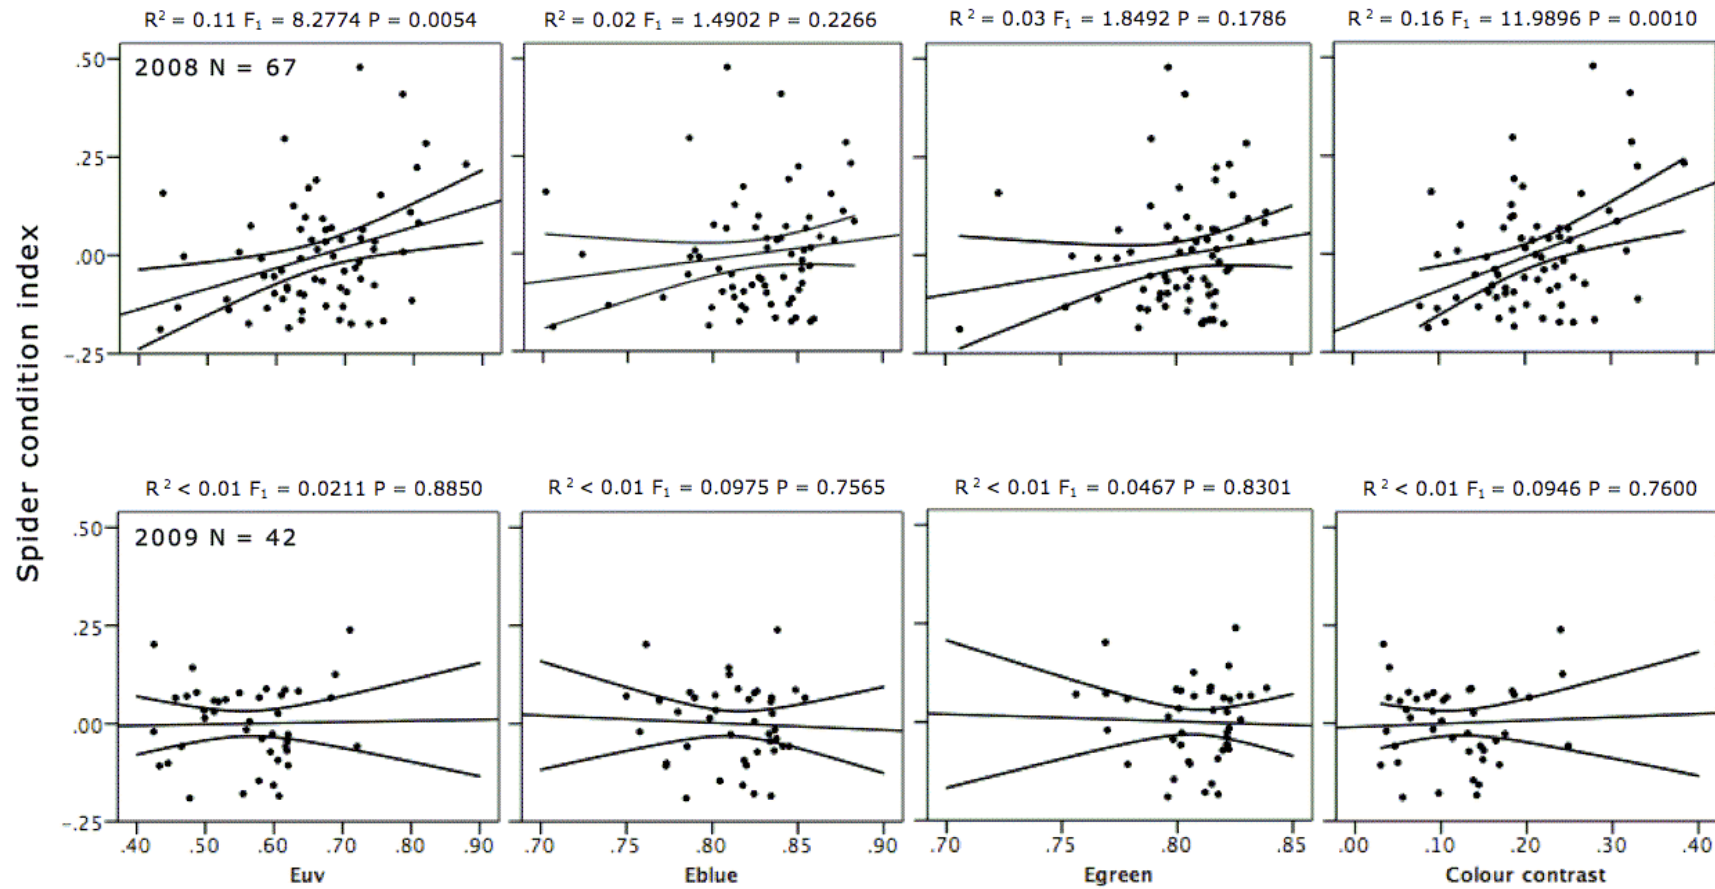 R² = 0.11 F₁ = 8.2774 P = 0.0054
R² = 0.02 F₁ = 1.4902 P = 0.2266
R² = 0.03 F₁ = 1.8492 P = 0.1786
R² = 0.16 F₁ = 11.9896 P = 0.0010
2008 N = 67
.50
.25
.00
-.25
Spider condition index
R² < 0.01 F₁ = 0.0211 P = 0.8850
R² < 0.01 F₁ = 0.0975 P = 0.7565
R² < 0.01 F₁ = 0.0467 P = 0.8301
R² < 0.01 F₁ = 0.0946 P = 0.7600
2009 N = 42
.50
.25
.00
-.25
.40 .50 .60 .70 .80 .90
.70 .75 .80 .85 .90
.70 .75 .80 .85
.00 .10 .20 .30 .40
Euv
Eblue
Egreen
Colour contrast